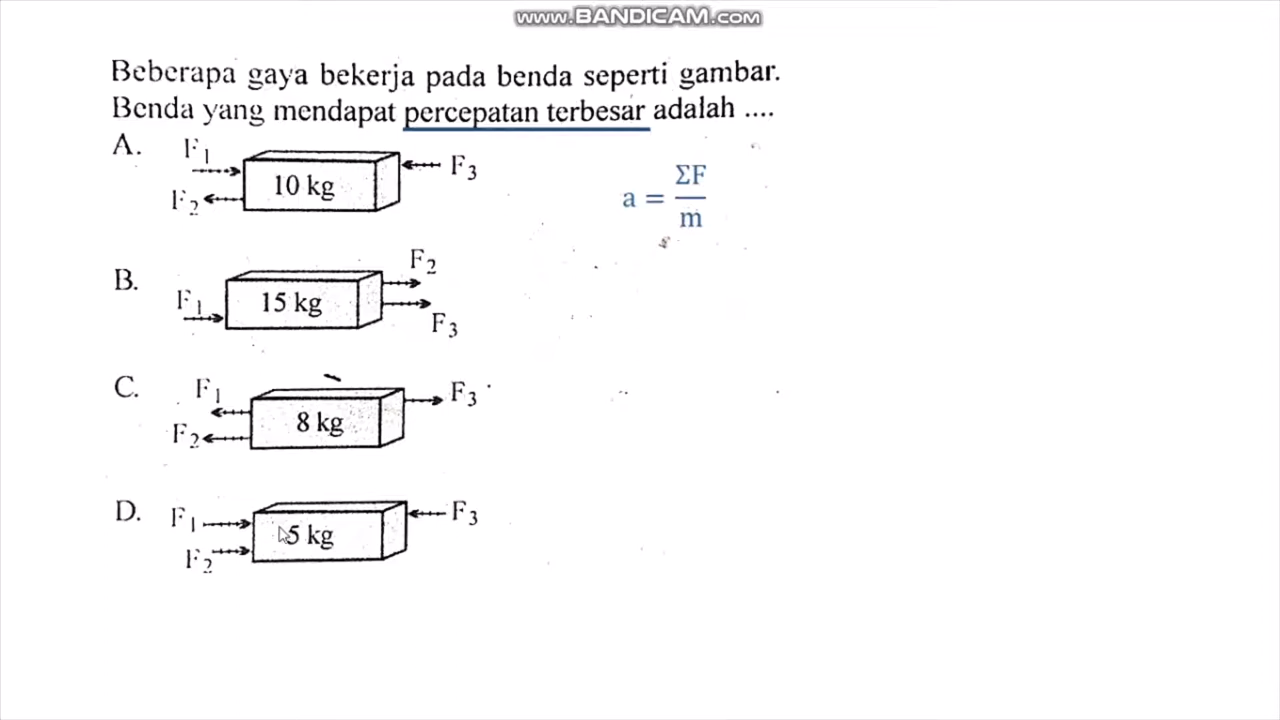 www.BANDICAM.com
Beberapa gaya bekerja pada benda seperti gambar.
Benda yang mendapat percepatan terbesar adalah ....
A.
F1
F2
10 kg
F3
a = ΣF/m
B.
F1
15 kg
F2
F3
C.
F1
F2
8 kg
F3
D.
F1
F2
5 kg
F3